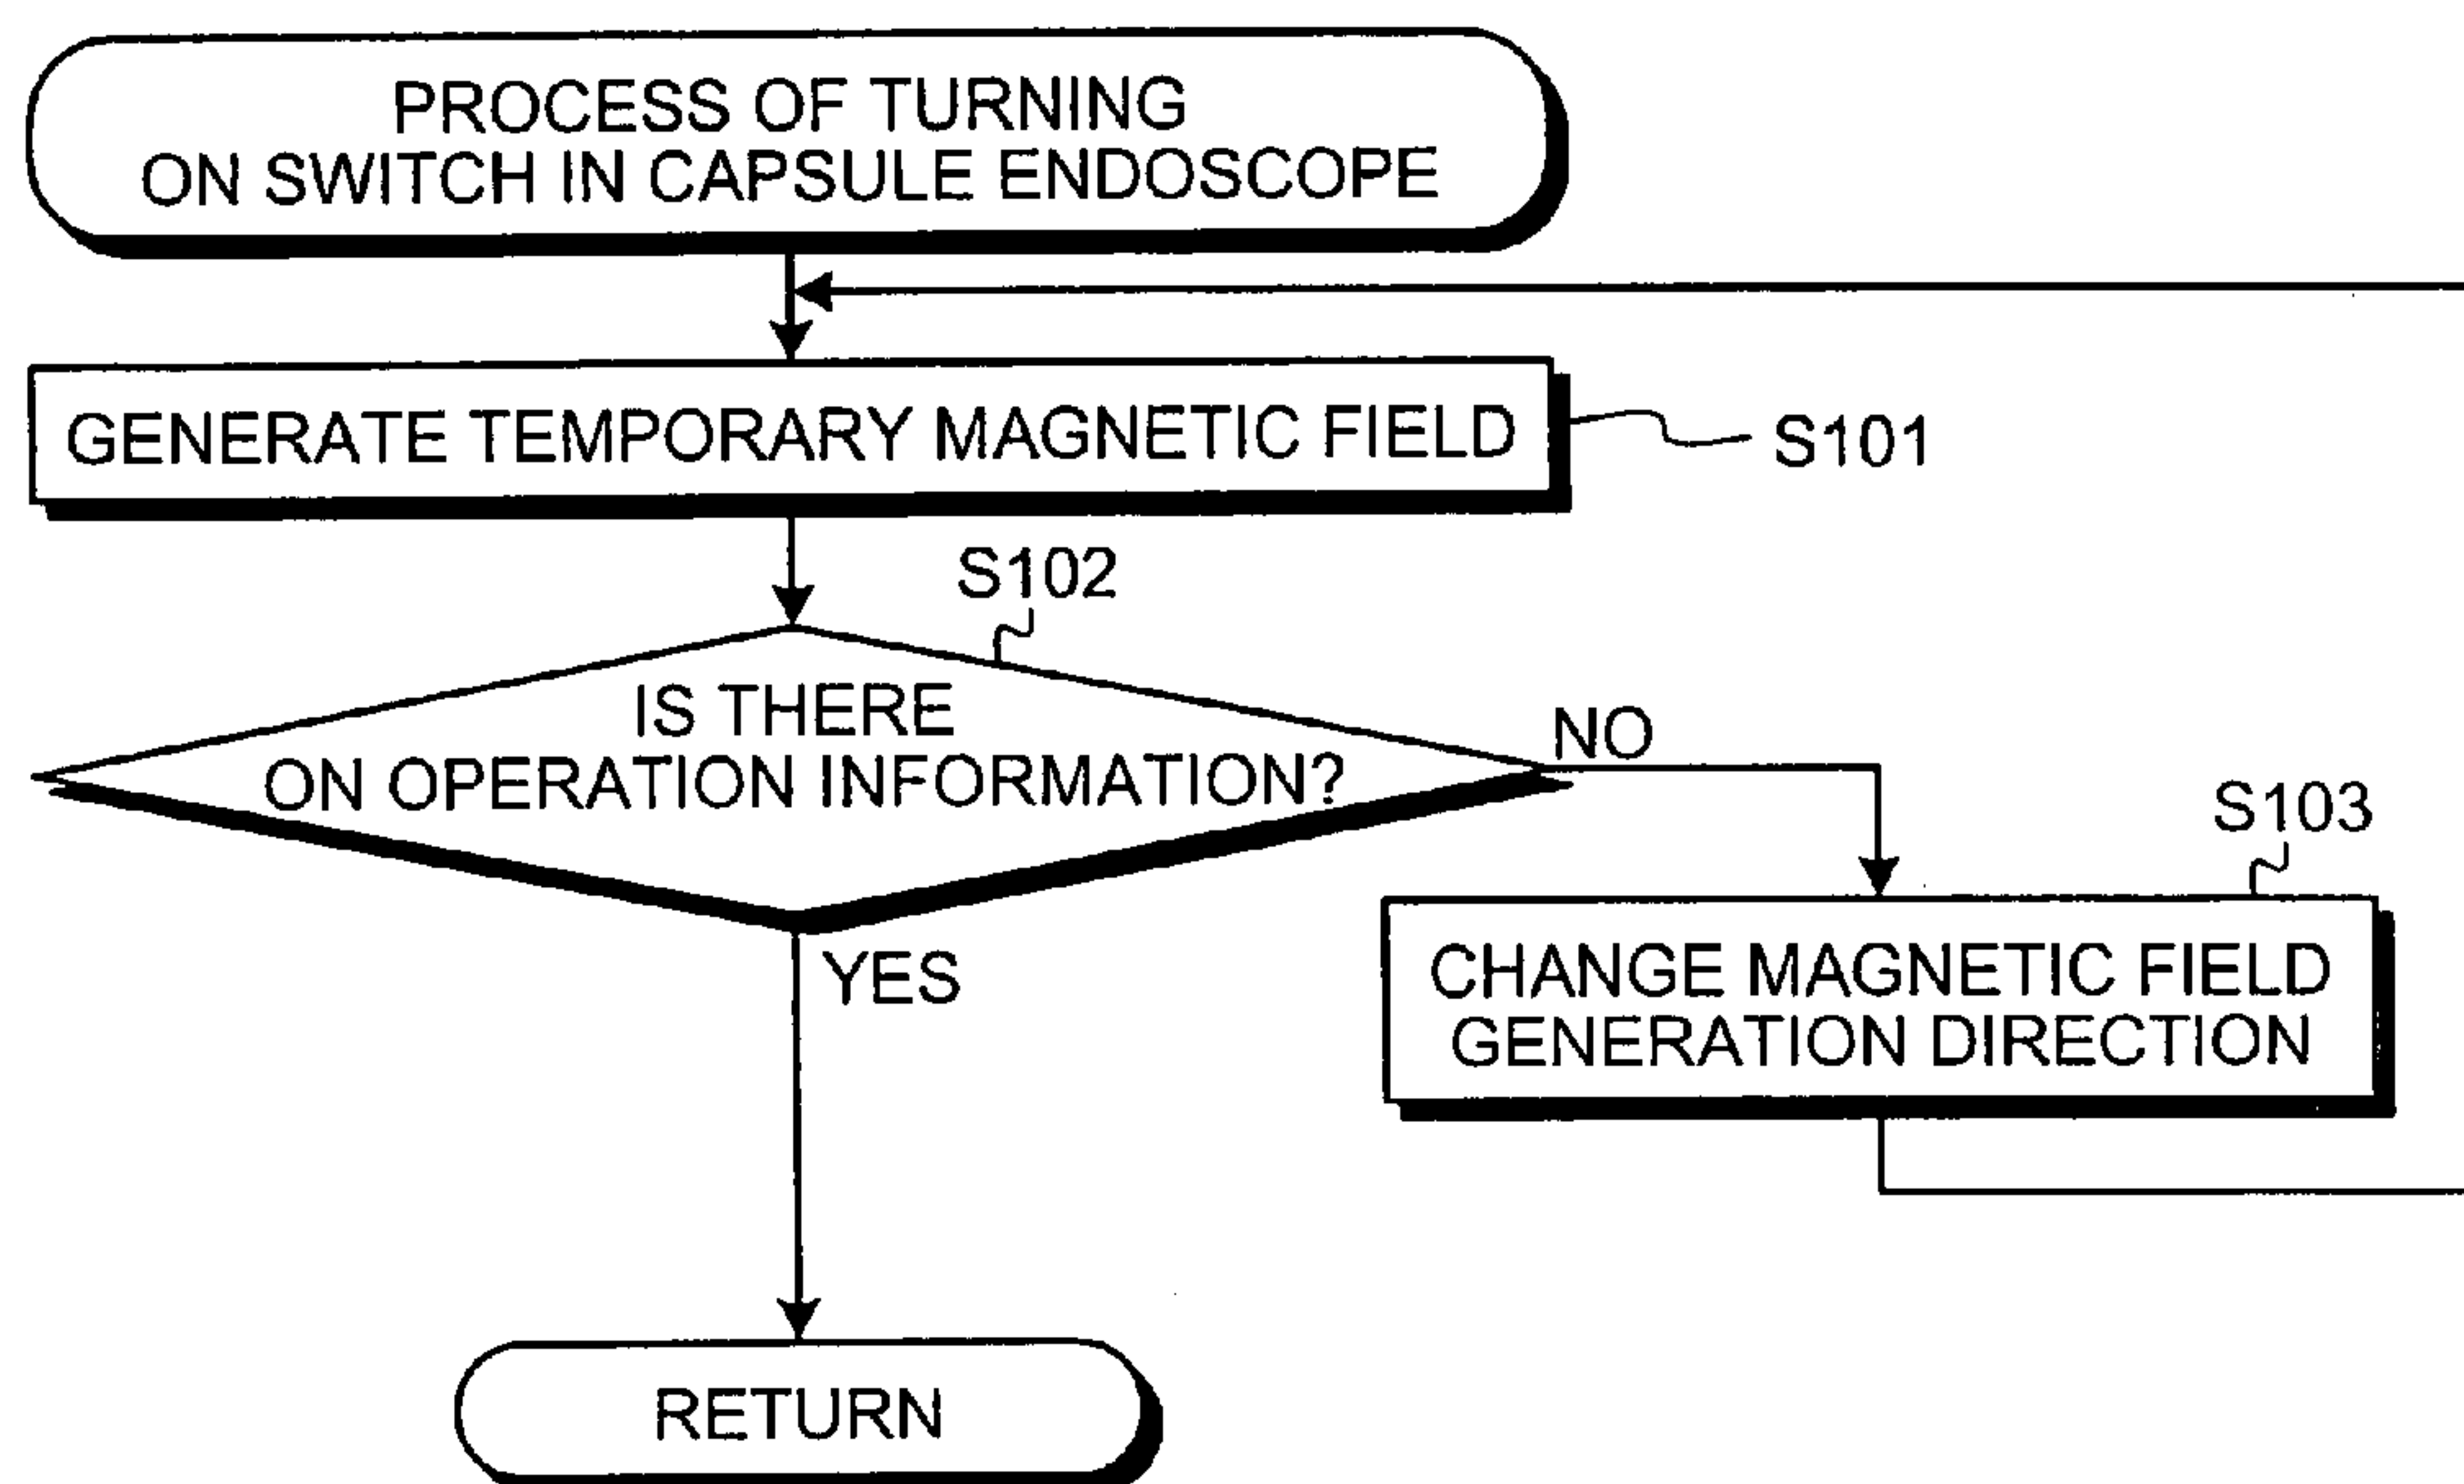 PROCESS OF TURNING
ON SWITCH IN CAPSULE ENDOSCOPE
GENERATE TEMPORARY MAGNETIC FIELD
S101
S102
IS THERE
ON OPERATION INFORMATION?
NO
S103
CHANGE MAGNETIC FIELD
GENERATION DIRECTION
YES
RETURN